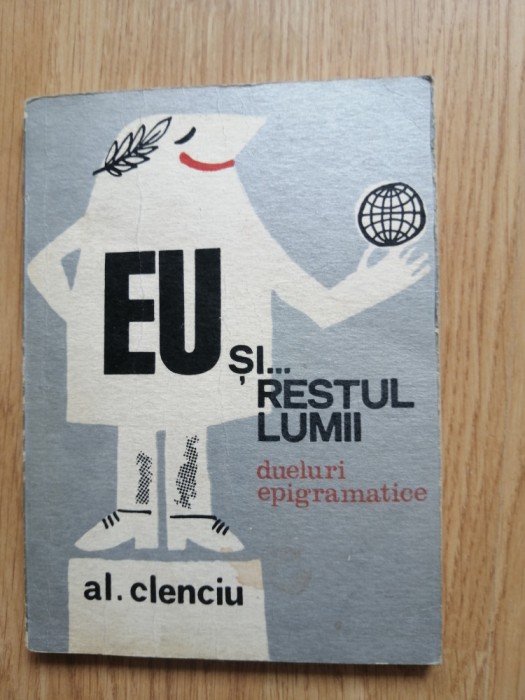 EU
ȘI...
RESTUL
LUMII
dueluri
epigramatice
al. clenciu